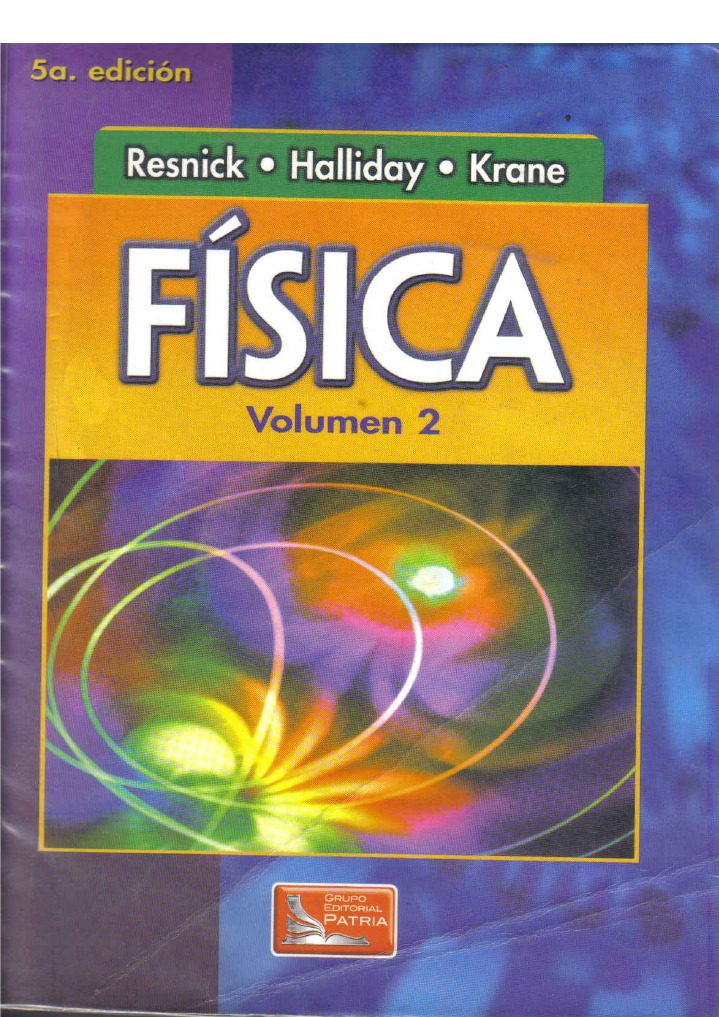 5a. edición
Resnick • Halliday • Krane
FÍSICA
Volumen 2
GRUPO
EDITORIAL
PATRIA